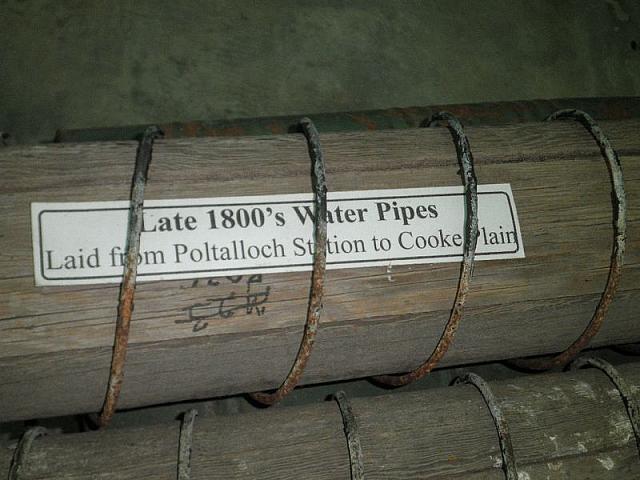 Late 1800's Water Pipes
Laid from Poltalloch Station to Cooke Plain